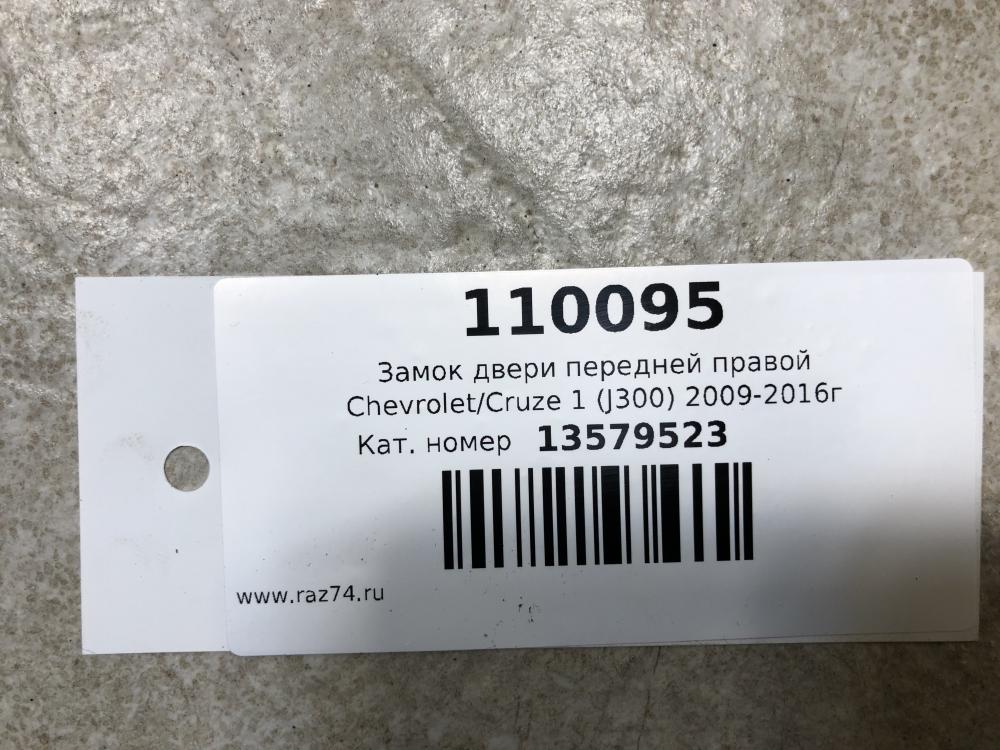 110095
Замок двери передней правой
Chevrolet/Cruze 1 (J300) 2009-2016г
Кат. номер 13579523
www.raz74.ru